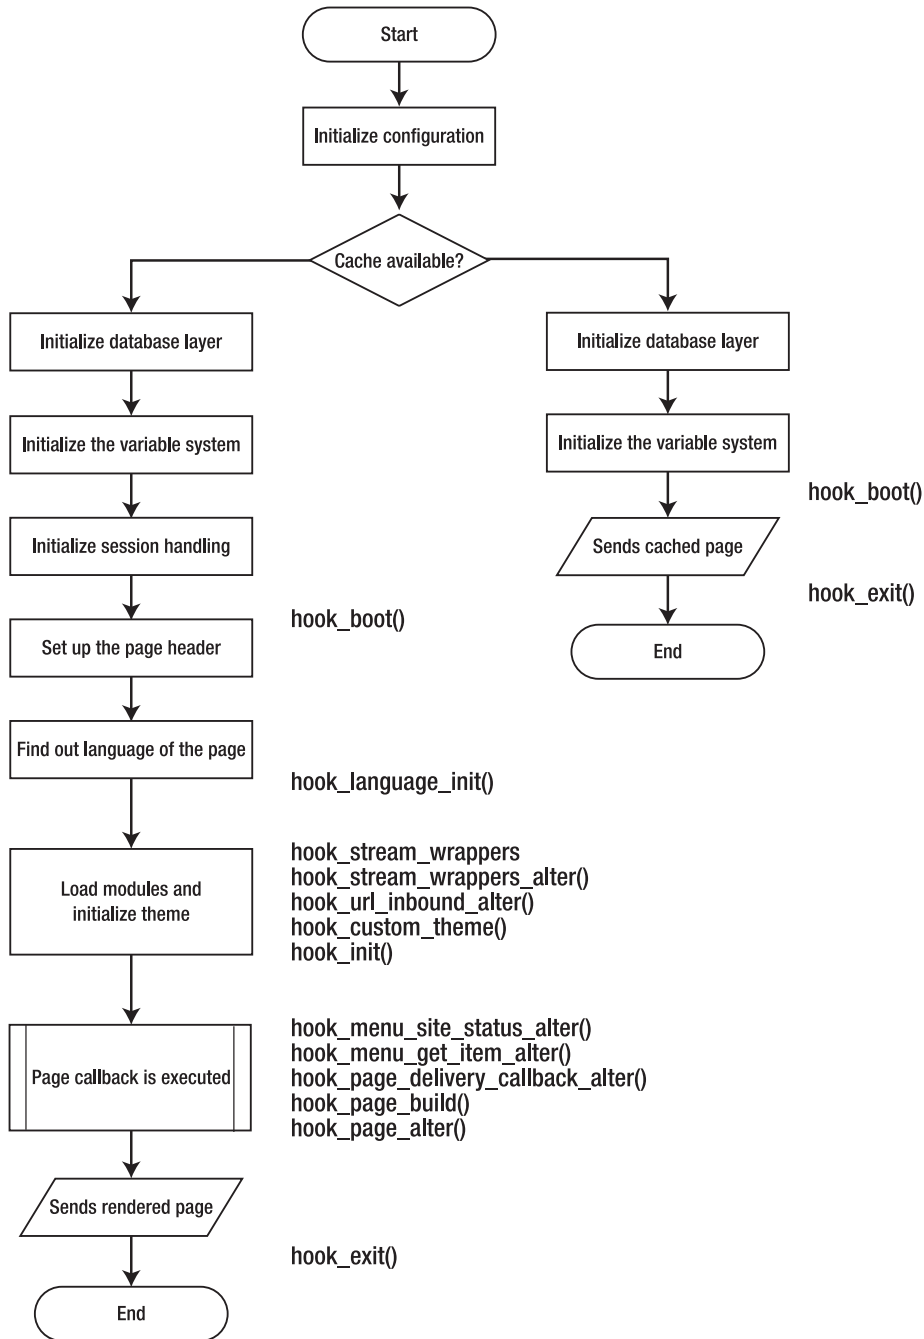 Start
Initialize configuration
Cache available?
Initialize database layer
Initialize the variable system
Initialize session handling
hook_boot()
Set up the page header
Find out language of the page
hook_language_init()
Load modules and
initialize theme
hook_stream_wrappers
hook_stream_wrappers_alter()
hook_url_inbound_alter()
hook_custom_theme()
hook_init()
Page callback is executed
hook_menu_site_status_alter()
hook_menu_get_item_alter()
hook_page_delivery_callback_alter()
hook_page_build()
hook_page_alter()
Sends rendered page
hook_exit()
End
Initialize database layer
Initialize the variable system
hook_boot()
Sends cached page
hook_exit()
End